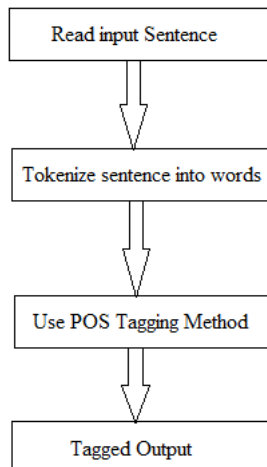 Read input Sentence
Tokenize sentence into words
Use POS Tagging Method
Tagged Output